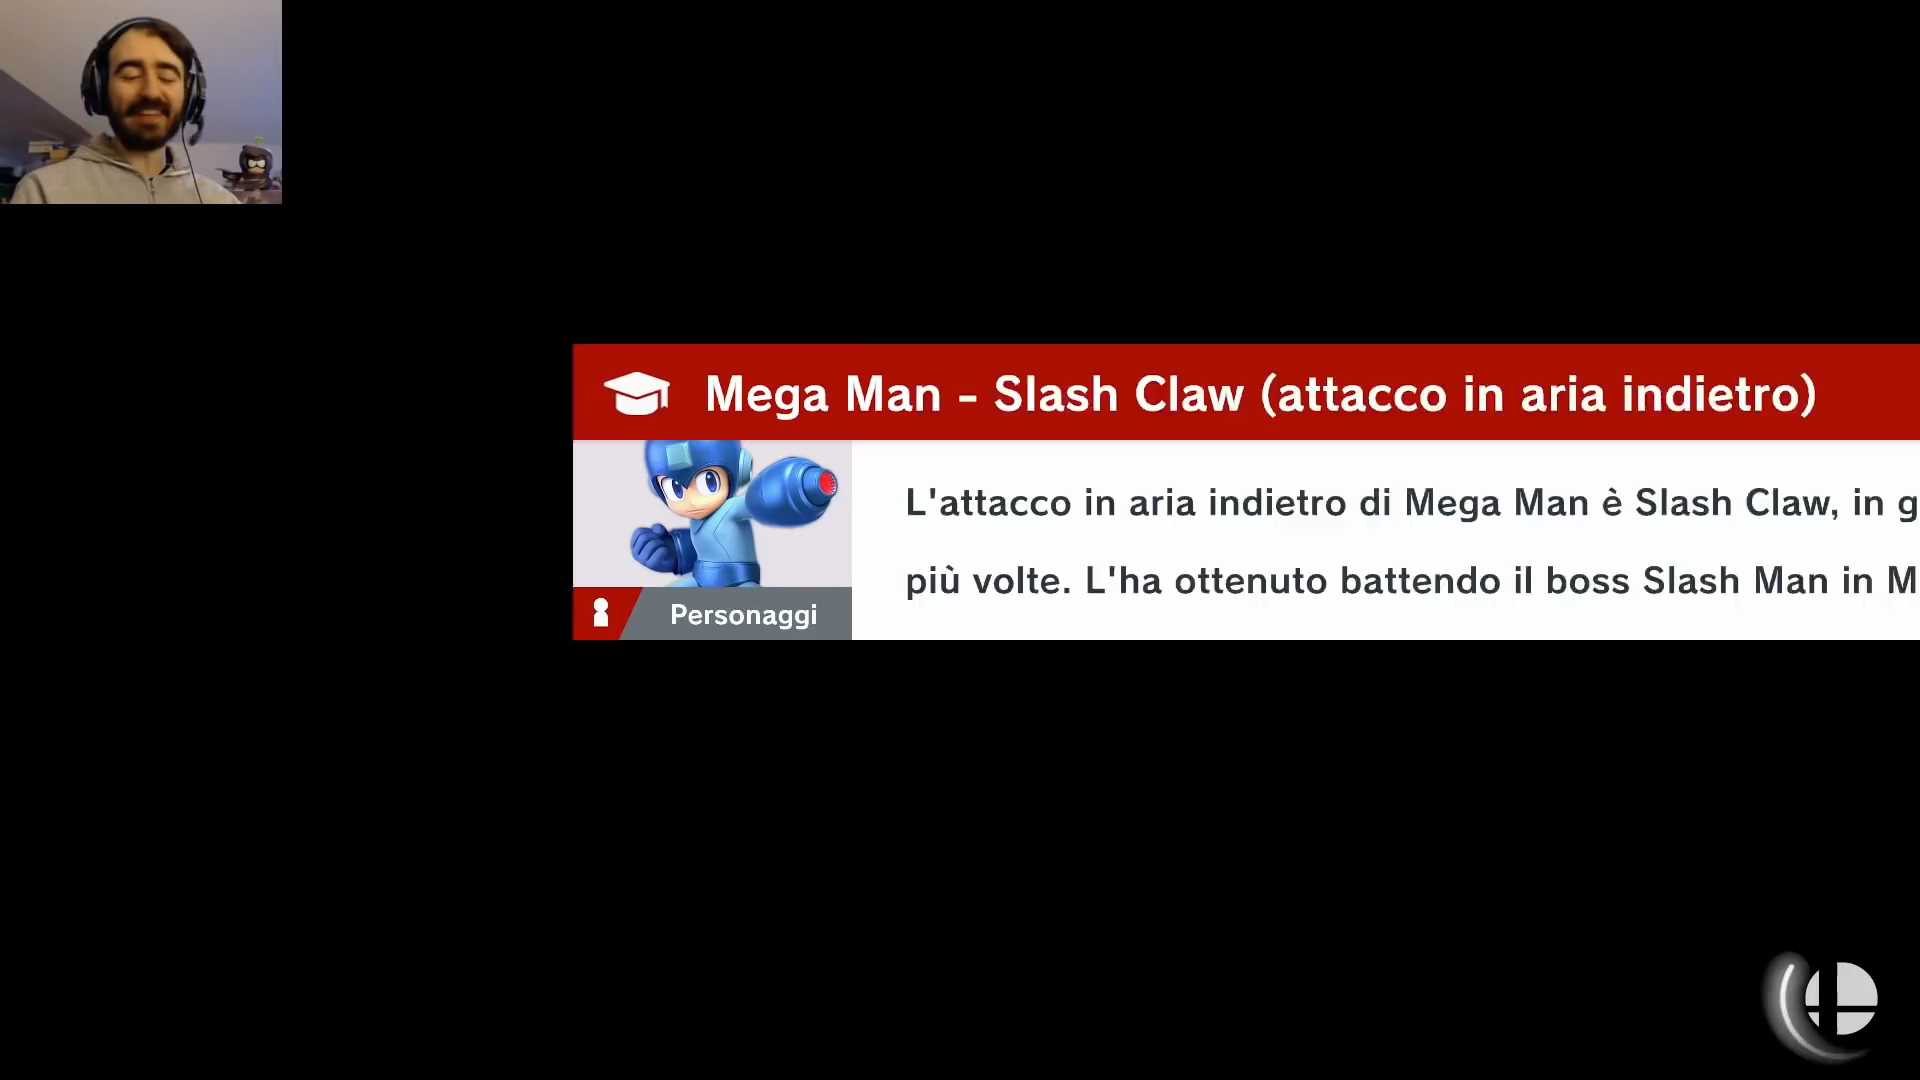 Mega Man - Slash Claw (attacco in aria indietro)
L'attacco in aria indietro di Mega Man è Slash Claw, in
più volte. L'ha ottenuto battendo il boss Slash Man in
Personaggi